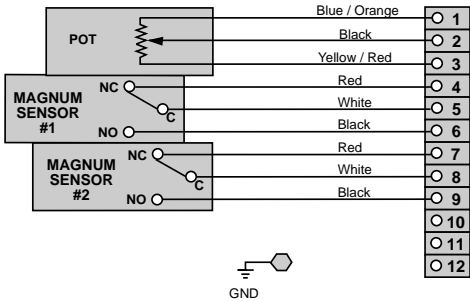 Blue / Orange
1
POT
Black
2
Yellow / Red
3
NC
Red
4
MAGNUM
SENSOR
#1
White
C
5
NO
Black
6
NC
Red
7
MAGNUM
SENSOR
#2
White
C
8
NO
Black
9
10
11
12
GND